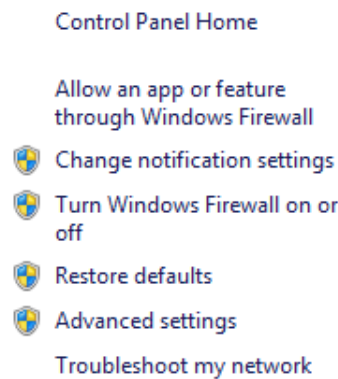 Control Panel Home
Allow an app or feature
through Windows Firewall
Change notification settings
Turn Windows Firewall on or
off
Restore defaults
Advanced settings
Troubleshoot my network